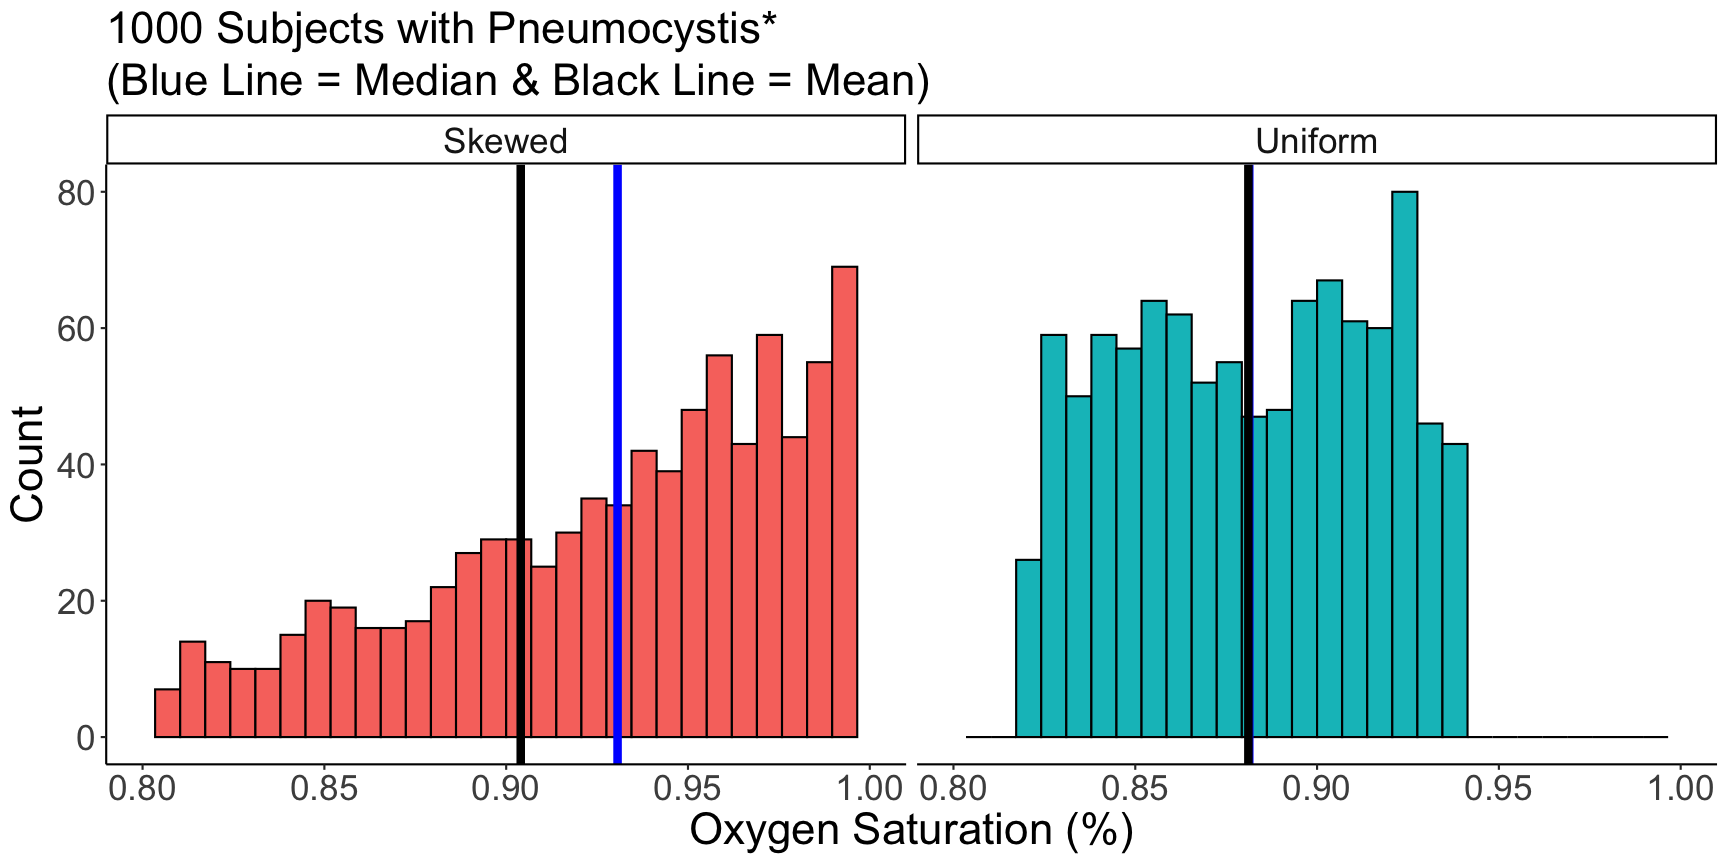 1000 Subjects with Pneumocystis*
(Blue Line = Median & Black Line = Mean)
Skewed
Uniform
Count
80
60
40
20
0
0.80 0.85 0.90 0.95 1.00
0.80 0.85 0.90 0.95 1.00
Oxygen Saturation (%)